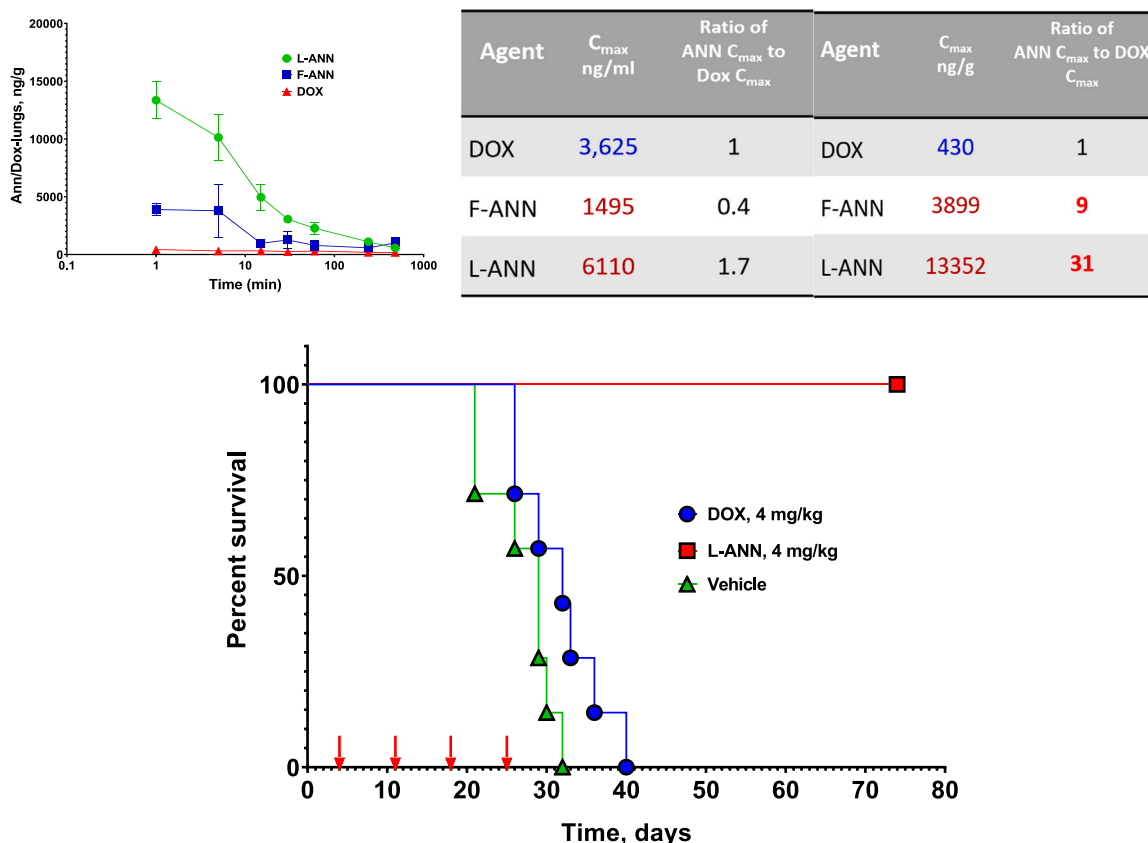 20000
15000
10000
5000
0
0.1 1 10 100 1000
Ann/Dox-lungs, ng/g
Time (min)
L-ANN
F-ANN
DOX
Agent Cmax ng/ml Ratio of ANN Cmax to Dox Cmax
DOX 3,625 1
F-ANN 1495 0.4
L-ANN 6110 1.7
Agent Cmax ng/g Ratio of ANN Cmax to DOX Cmax
DOX 430 1
F-ANN 3899 9
L-ANN 13352 31
100
50
0
Percent survival
DOX, 4 mg/kg
L-ANN, 4 mg/kg
Vehicle
0 10 20 30 40 50 60 70 80
Time, days